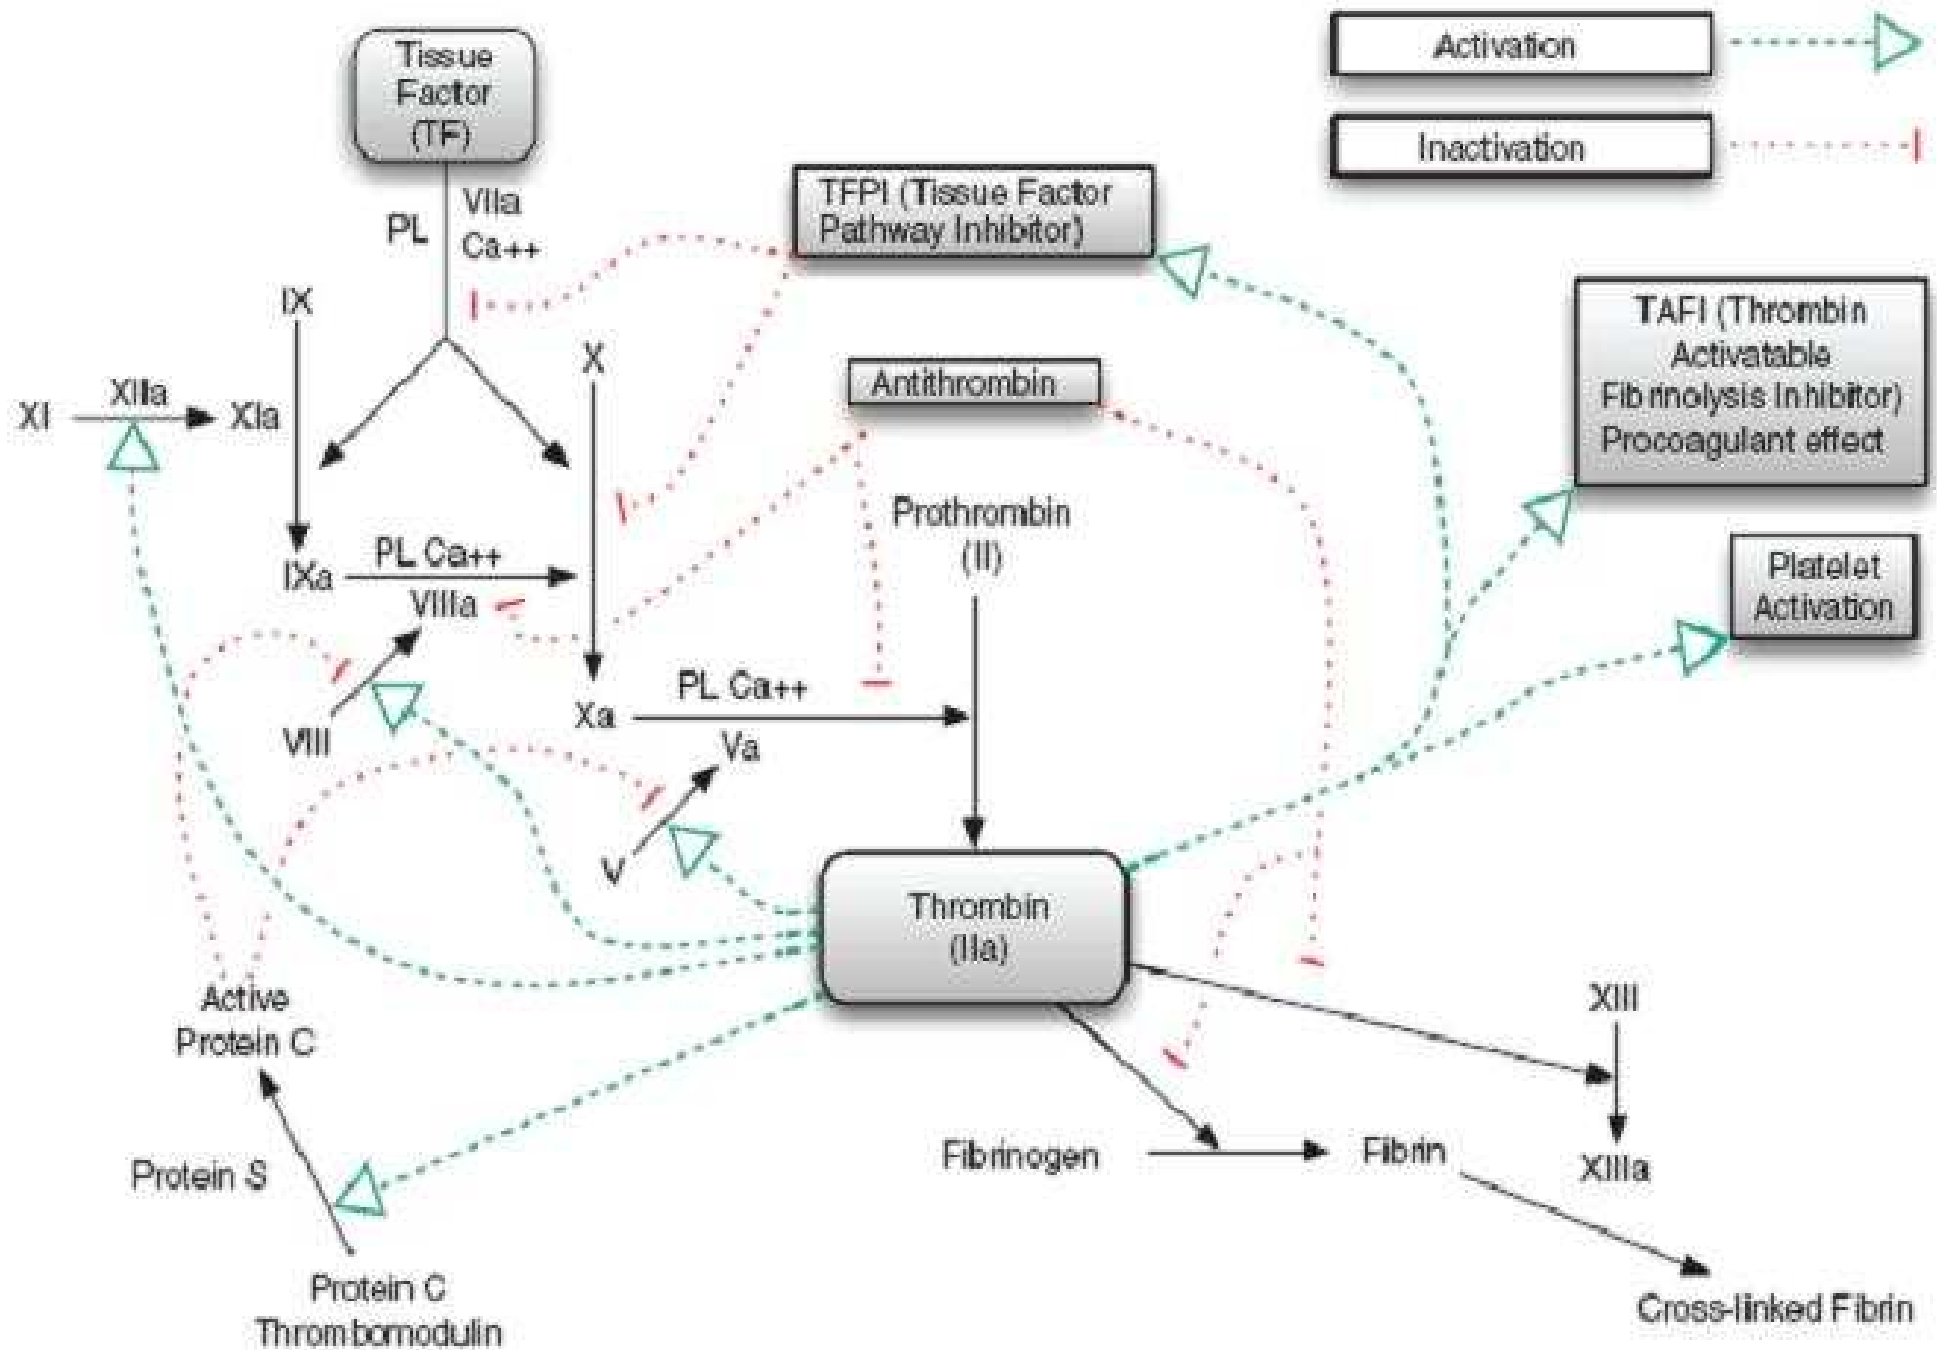 Tissue
Factor
(TF)
Activation
Inactivation
PL
VIIa
Ca++
TFPI (Tissue Factor
Pathway Inhibitor)
IX
X
XI
XIIa
XIa
Antithrombin
TAFI (Thrombin
Activatable
Fibrinolysis Inhibitor)
Procoagulant effect
Prothrombin
(II)
Platelet
Activation
IXa
PL Ca++
VIIIa
VIII
Xa
PL Ca++
Va
V
Thrombin
(IIa)
Active
Protein C
Protein S
Protein C
Thrombomodulin
Fibrinogen
Fibrin
XIII
XIIIa
Cross-linked Fibrin